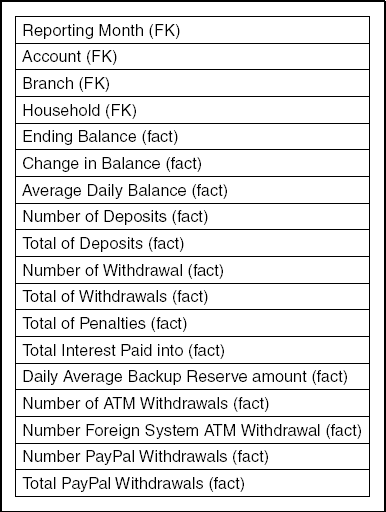 Reporting Month (FK)
Account (FK)
Branch (FK)
Household (FK)
Ending Balance (fact)
Change in Balance (fact)
Average Daily Balance (fact)
Number of Deposits (fact)
Total of Deposits (fact)
Number of Withdrawal (fact)
Total of Withdrawals (fact)
Total of Penalties (fact)
Total Interest Paid into (fact)
Daily Average Backup Reserve amount (fact)
Number of ATM Withdrawals (fact)
Number Foreign System ATM Withdrawal (fact)
Number PayPal Withdrawals (fact)
Total PayPal Withdrawals (fact)